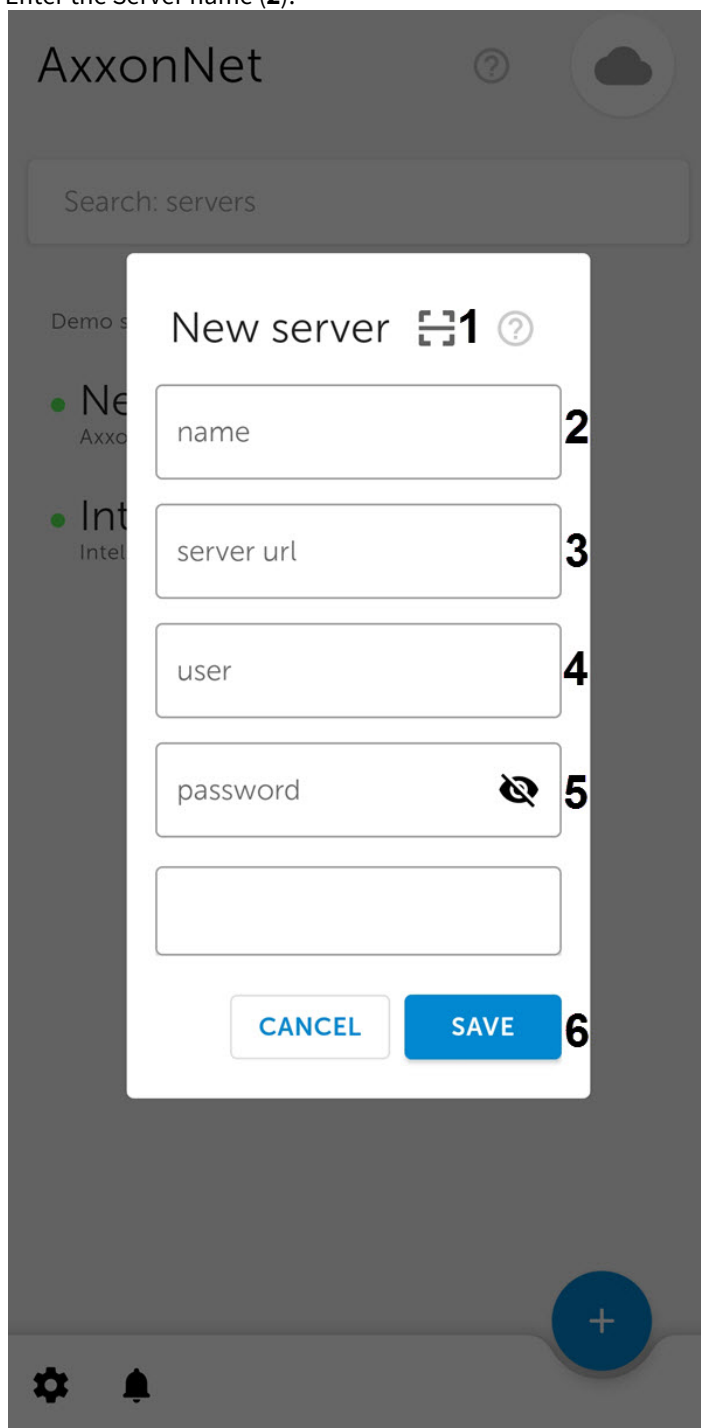 Enter the Server name (2).
AxxonNet
Search: servers
Demo s
New server 1
Ne
Axxo
name 2
Int
Intel
server url 3
user 4
password 5
CANCEL SAVE 6